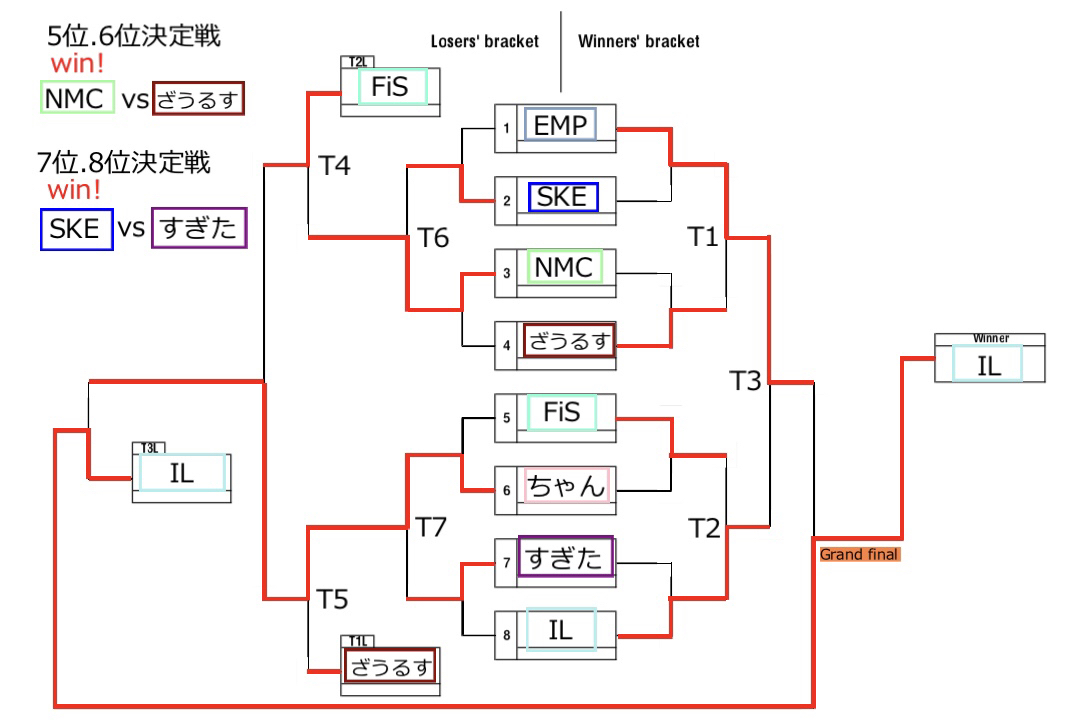 5位.6位決定戦
win!
NMC vs ざうるす
7位.8位決定戦
win!
SKE vs すぎた
Losers' bracket
Winners' bracket
T2L
FiS
T4
1
EMP
2
SKE
T6
T1
3
NMC
4
ざうるす
T3
Winner
IL
5
FiS
T3L
IL
6
ちゃん
T7
T2
7
すぎた
Grand final
T5
8
IL
T1L
ざうるす